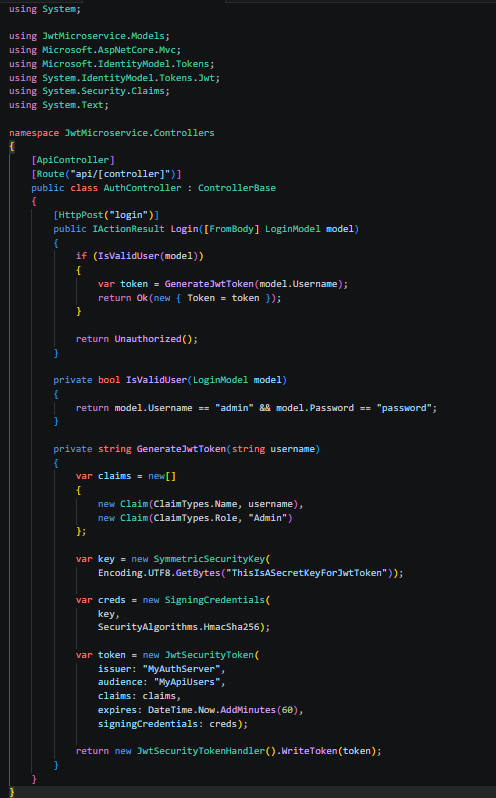 using System;
using JwtMicroservice.Models;
using Microsoft.AspNetCore.Mvc;
using Microsoft.IdentityModel.Tokens;
using System.IdentityModel.Tokens.Jwt;
using System.Security.Claims;
using System.Text;
namespace JwtMicroservice.Controllers
{
    [ApiController]
    [Route("api/[controller]")]
    public class AuthController : ControllerBase
    {
        [HttpPost("login")]
        public IActionResult Login([FromBody] LoginModel model)
        {
            if (IsValidUser(model))
            {
                var token = GenerateJwtToken(model.Username);
                return Ok(new { Token = token });
            }
            return Unauthorized();
        }
        private bool IsValidUser(LoginModel model)
        {
            return model.Username == "admin" && model.Password == "password";
        }
        private string GenerateJwtToken(string username)
        {
            var claims = new[]
            {
                new Claim(ClaimTypes.Name, username),
                new Claim(ClaimTypes.Role, "Admin")
            };
            var key = new SymmetricSecurityKey(
                Encoding.UTF8.GetBytes("ThisIsASecretKeyForJwtToken"));
            var creds = new SigningCredentials(
                key,
                SecurityAlgorithms.HmacSha256);
            var token = new JwtSecurityToken(
                issuer: "MyAuthServer",
                audience: "MyApiUsers",
                claims: claims,
                expires: DateTime.Now.AddMinutes(60),
                signingCredentials: creds);
            return new JwtSecurityTokenHandler().WriteToken(token);
        }
    }
}